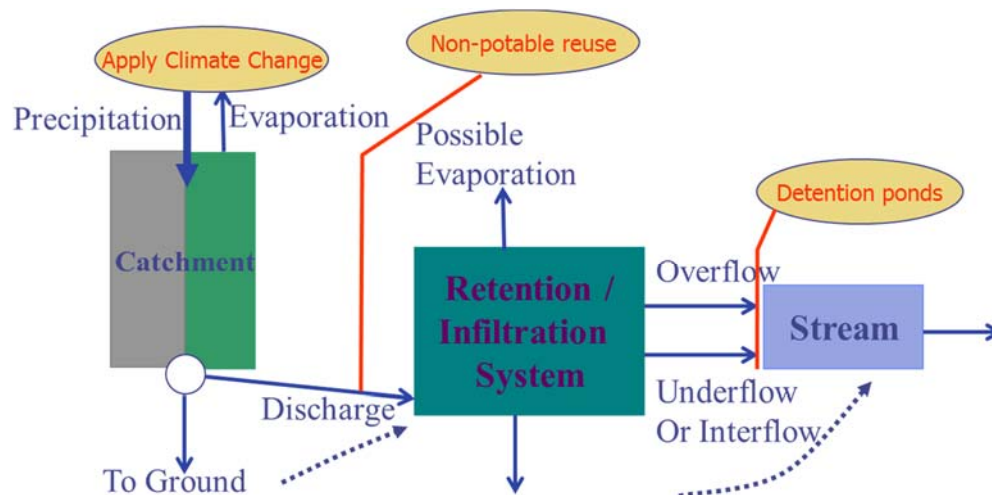 Non-potable reuse
Apply Climate Change
Precipitation
Evaporation
Possible
Evaporation
Detention ponds
Catchment
Overflow
Retention /
Infiltration
System
Stream
Discharge
Underflow
Or Interflow
To Ground